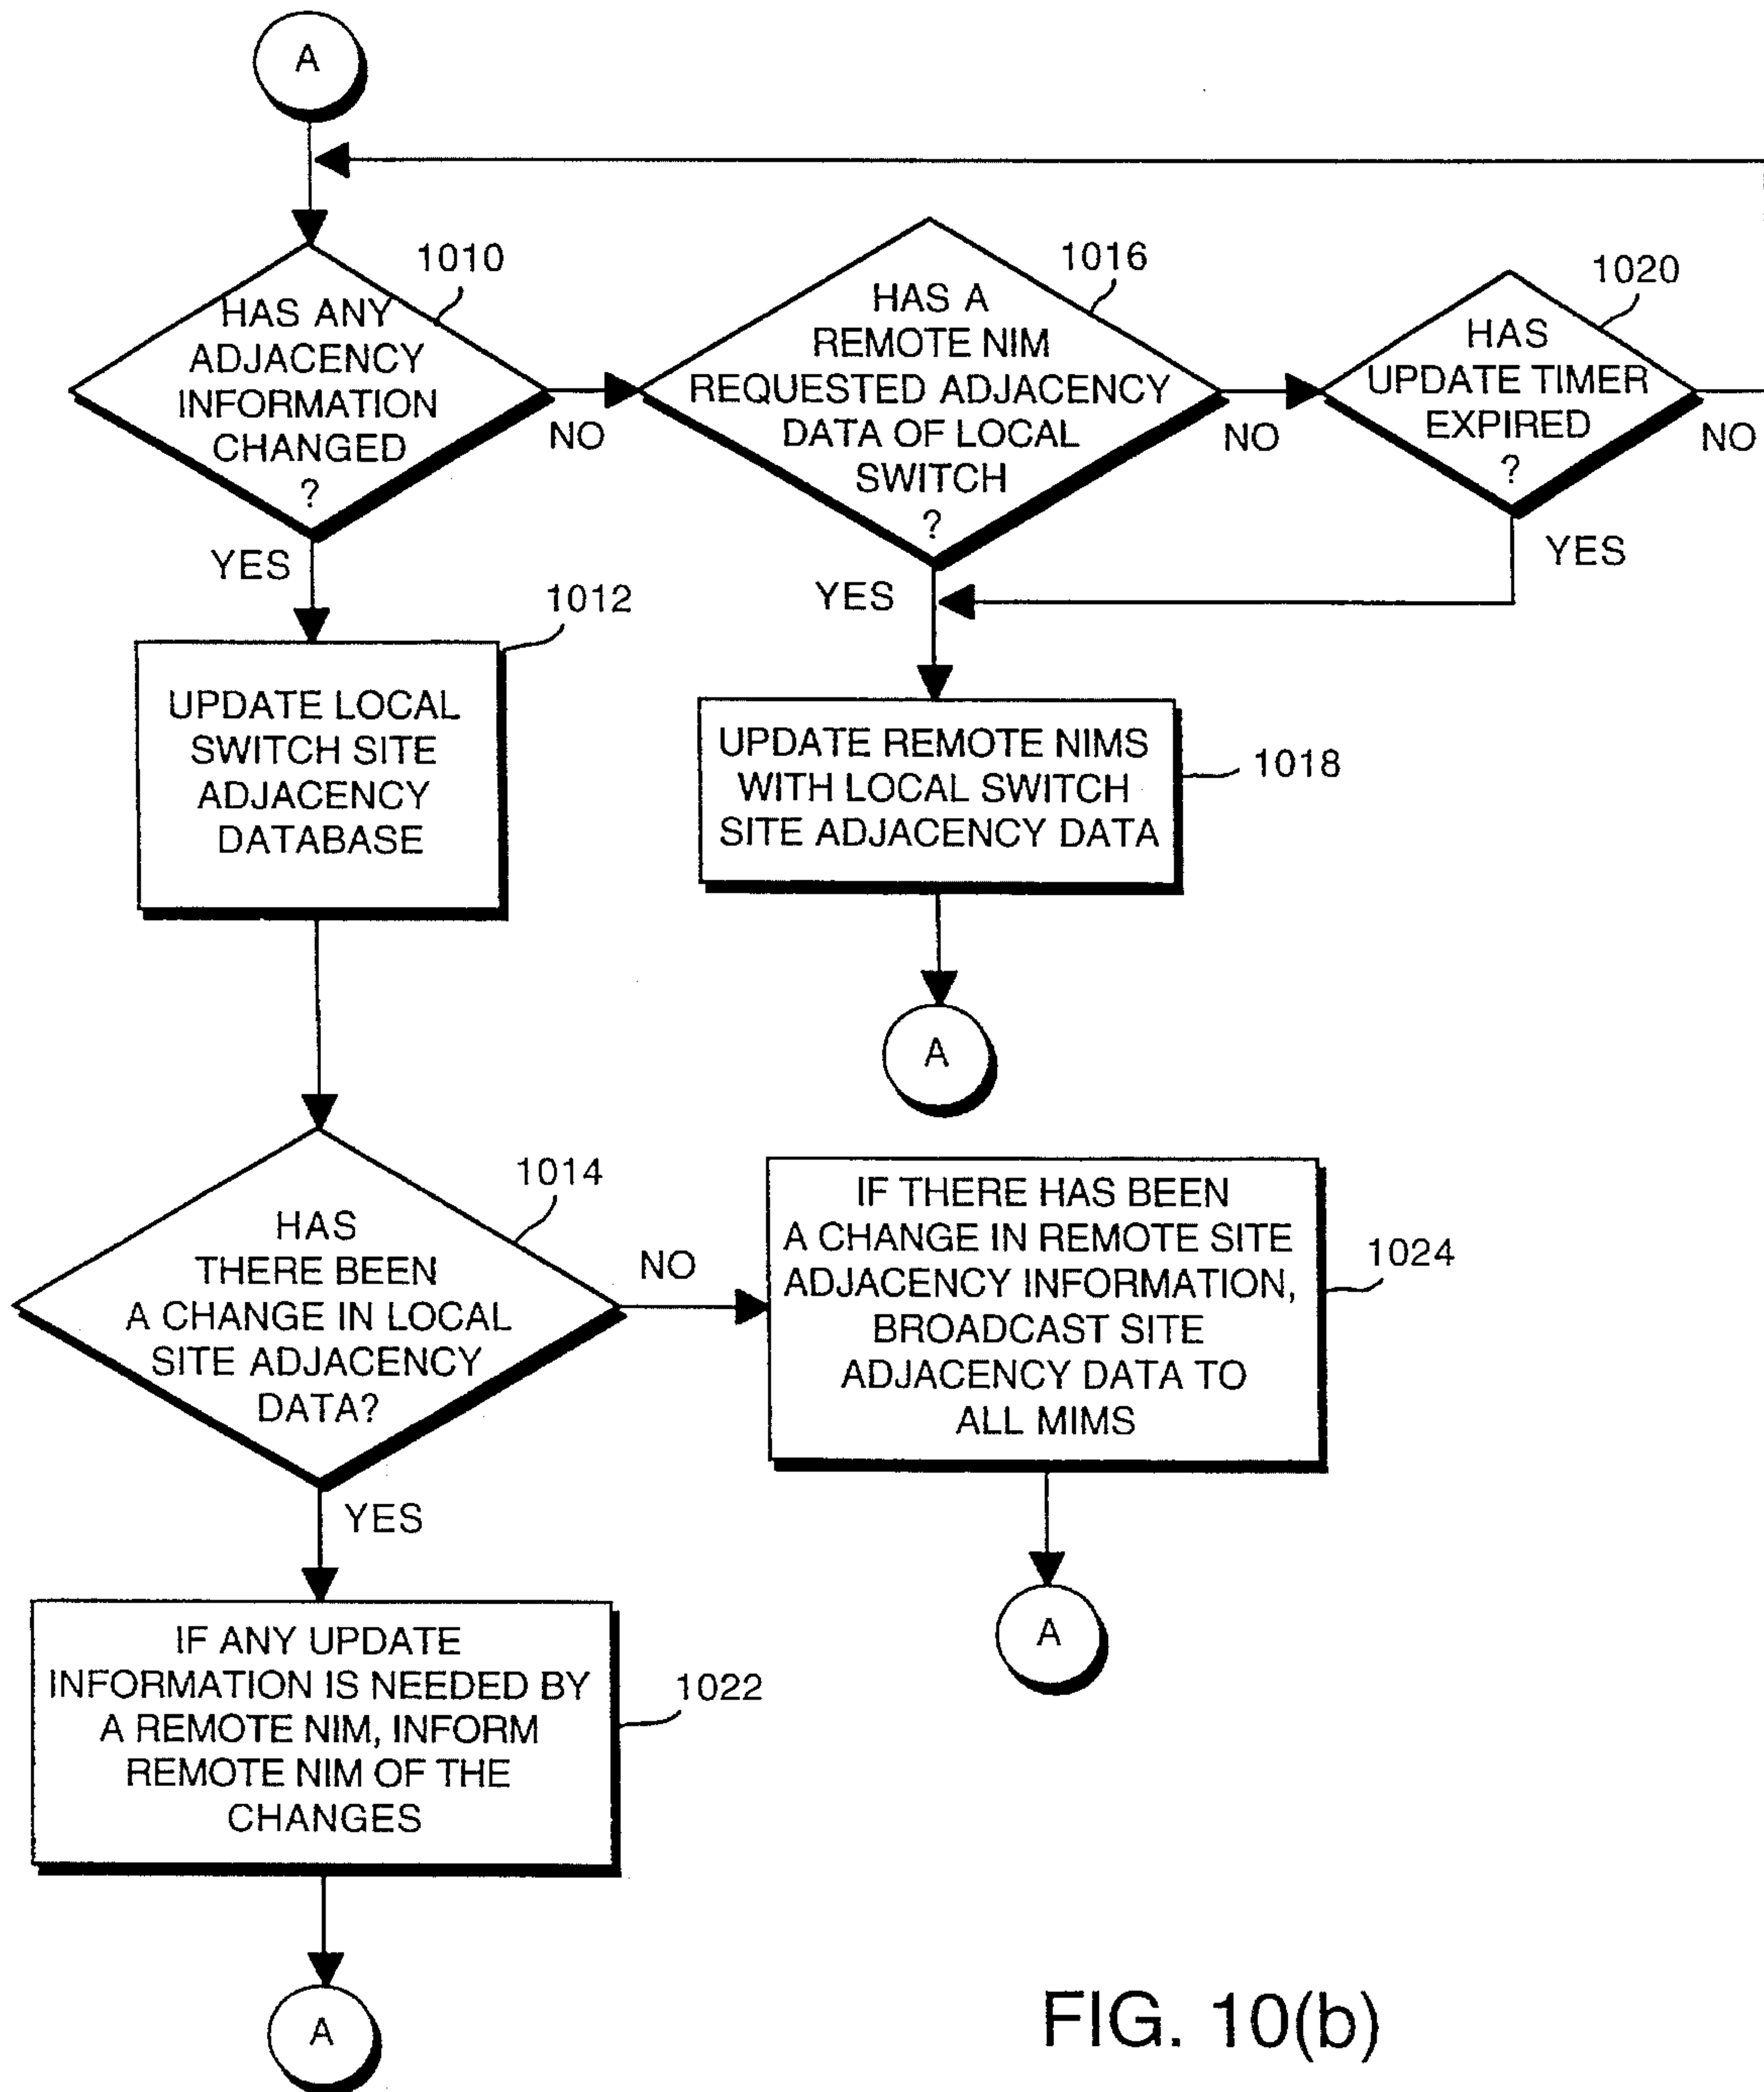 A
1010
HAS ANY
ADJACENCY
INFORMATION
CHANGED
?
NO
YES
1016
HAS A
REMOTE NIM
REQUESTED ADJACENCY
DATA OF LOCAL
SWITCH
?
NO
YES
1020
HAS
UPDATE TIMER
EXPIRED
?
NO
YES
1012
UPDATE LOCAL
SWITCH SITE
ADJACENCY
DATABASE
UPDATE REMOTE NIMS
WITH LOCAL SWITCH
SITE ADJACENCY DATA
1018
A
1014
HAS
THERE BEEN
A CHANGE IN LOCAL
SITE ADJACENCY
DATA?
NO
YES
IF THERE HAS BEEN
A CHANGE IN REMOTE SITE
ADJACENCY INFORMATION,
BROADCAST SITE
ADJACENCY DATA TO
ALL MIMS
1024
A
IF ANY UPDATE
INFORMATION IS NEEDED BY
A REMOTE NIM, INFORM
REMOTE NIM OF THE
CHANGES
1022
A
FIG. 10(b)